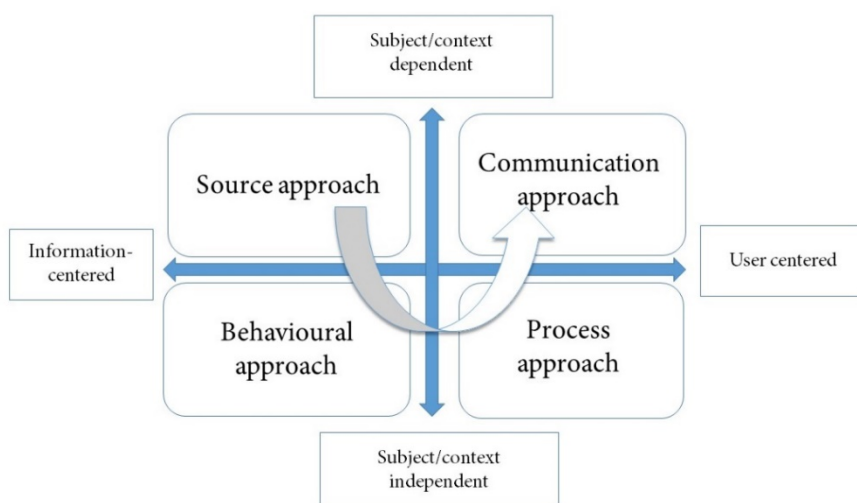 Subject/context
dependent
Source approach
Communication
approach
Information-
centered
User centered
Behavioural
approach
Process
approach
Subject/context
independent